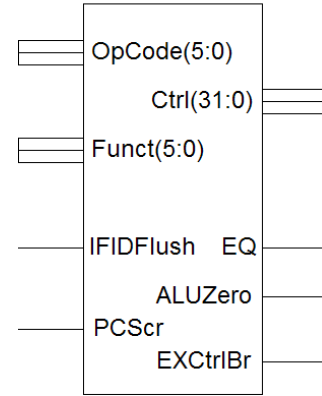 OpCode(5:0)
Ctrl(31:0)
Funct(5:0)
IFIDFlush EQ
ALUZero
PCScr
EXCtrlBr